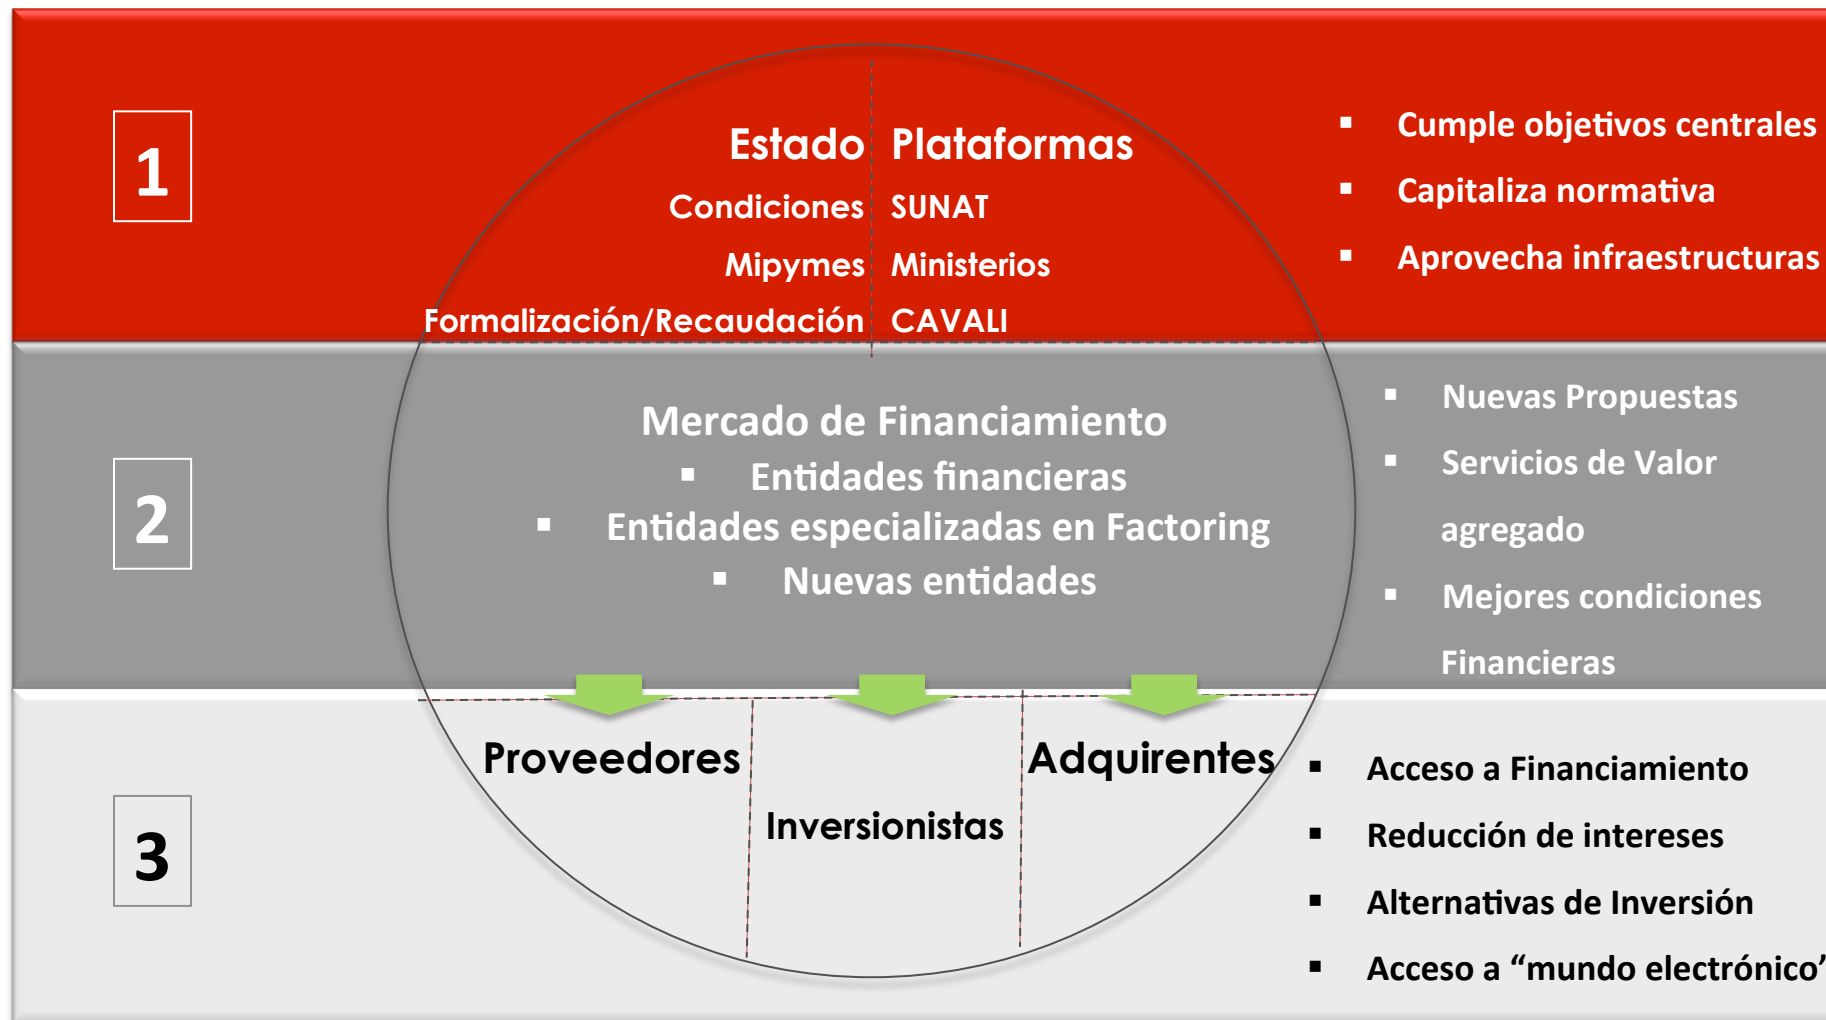 1
Estado Plataformas
Condiciones SUNAT
Mipymes Ministerios
Formalización/Recaudación CAVALI
▪ Cumple objetivos centrales
▪ Capitaliza normativa
▪ Aprovecha infraestructuras
2
Mercado de Financiamiento
▪ Entidades financieras
▪ Entidades especializadas en Factoring
▪ Nuevas entidades
▪ Nuevas Propuestas
▪ Servicios de Valor
agregado
▪ Mejores condiciones
Financieras
3
Proveedores
Inversionistas
Adquirentes
▪ Acceso a Financiamiento
▪ Reducción de intereses
▪ Alternativas de Inversión
▪ Acceso a “mundo electrónico”